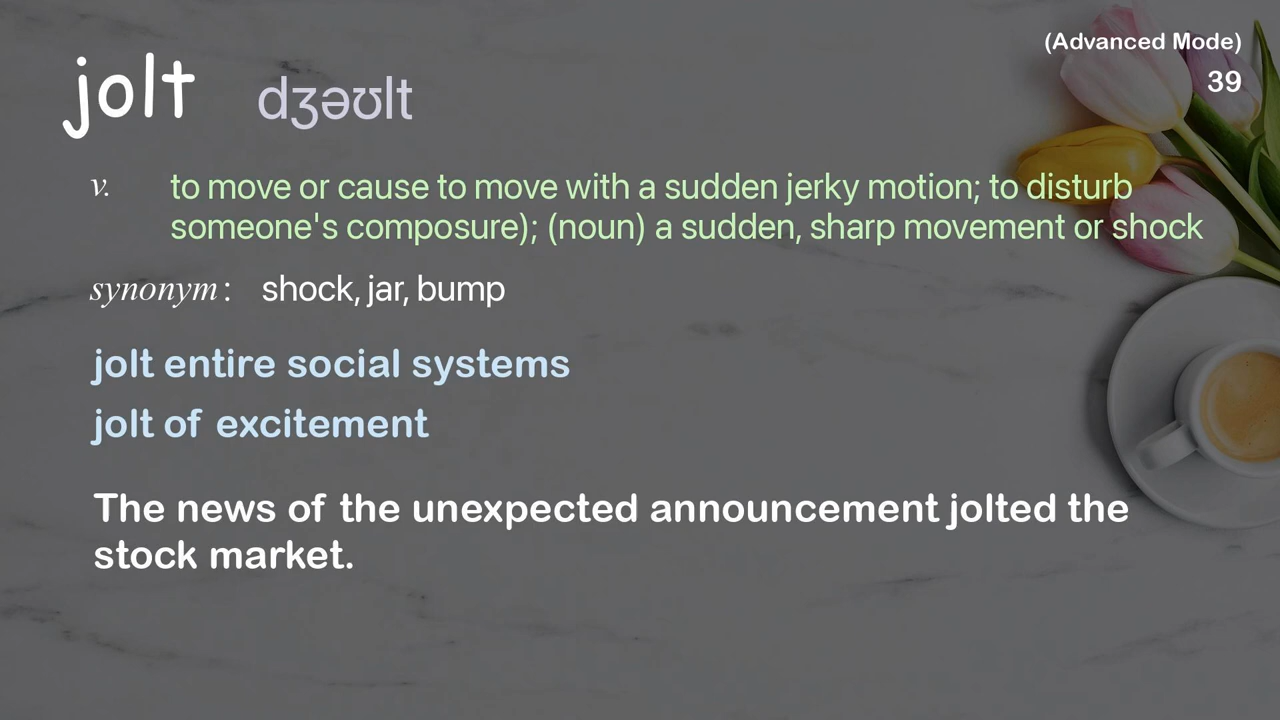 (Advanced Mode)
39
jolt dʒəʊlt
v. to move or cause to move with a sudden jerky motion; to disturb
someone's composure); (noun) a sudden, sharp movement or shock
synonym : shock, jar, bump
jolt entire social systems
jolt of excitement
The news of the unexpected announcement jolted the
stock market.